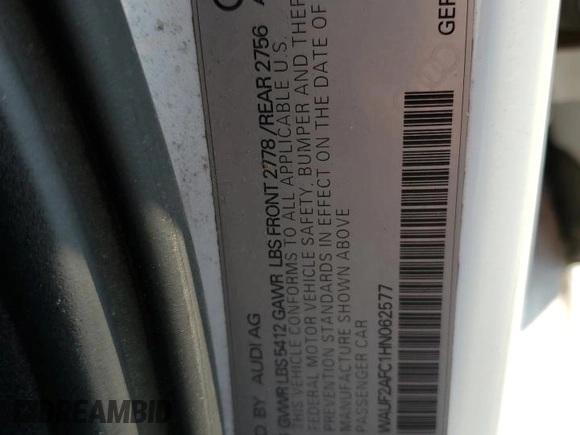 D BY AUDI AG
GVWR LBS 5412 GAWR LBS FRONT 2778/REAR 2756
THIS VEHICLE CONFORMS TO ALL APPLICABLE U.S.
FEDERAL MOTOR VEHICLE SAFETY, BUMPER AND THEF
PREVENTION STANDARDS IN EFFECT ON THE DATE OF
MANUFACTURE SHOWN ABOVE
PASSENGER CAR
WAUF2AFC1HN062577
GER
DREAMBID